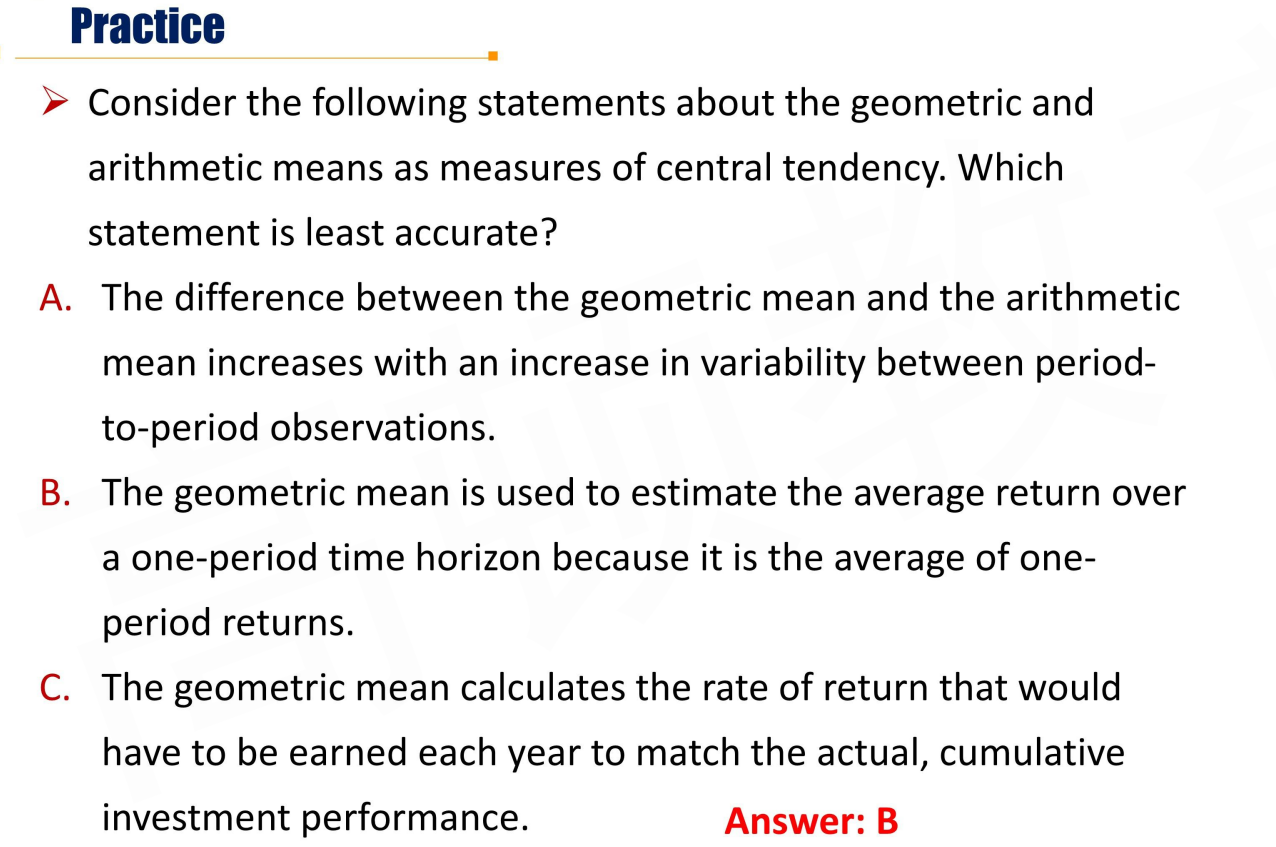 Practice
➢ Consider the following statements about the geometric and
arithmetic means as measures of central tendency. Which
statement is least accurate?
A. The difference between the geometric mean and the arithmetic
mean increases with an increase in variability between period-
to-period observations.
B. The geometric mean is used to estimate the average return over
a one-period time horizon because it is the average of one-
period returns.
C. The geometric mean calculates the rate of return that would
have to be earned each year to match the actual, cumulative
investment performance.
Answer: B
高顿教育